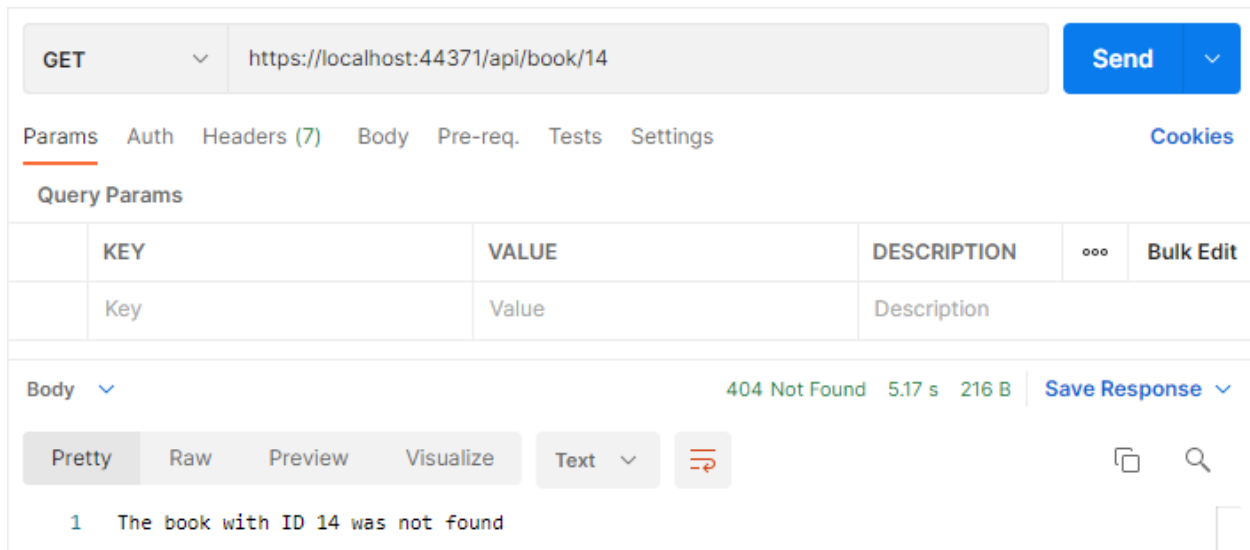 GET https://localhost:44371/api/book/14 Send
Params Auth Headers (7) Body Pre-req. Tests Settings Cookies
Query Params
KEY VALUE DESCRIPTION ooo Bulk Edit
Key Value Description
Body 404 Not Found 5.17 s 216 B Save Response
Pretty Raw Preview Visualize Text
1 The book with ID 14 was not found